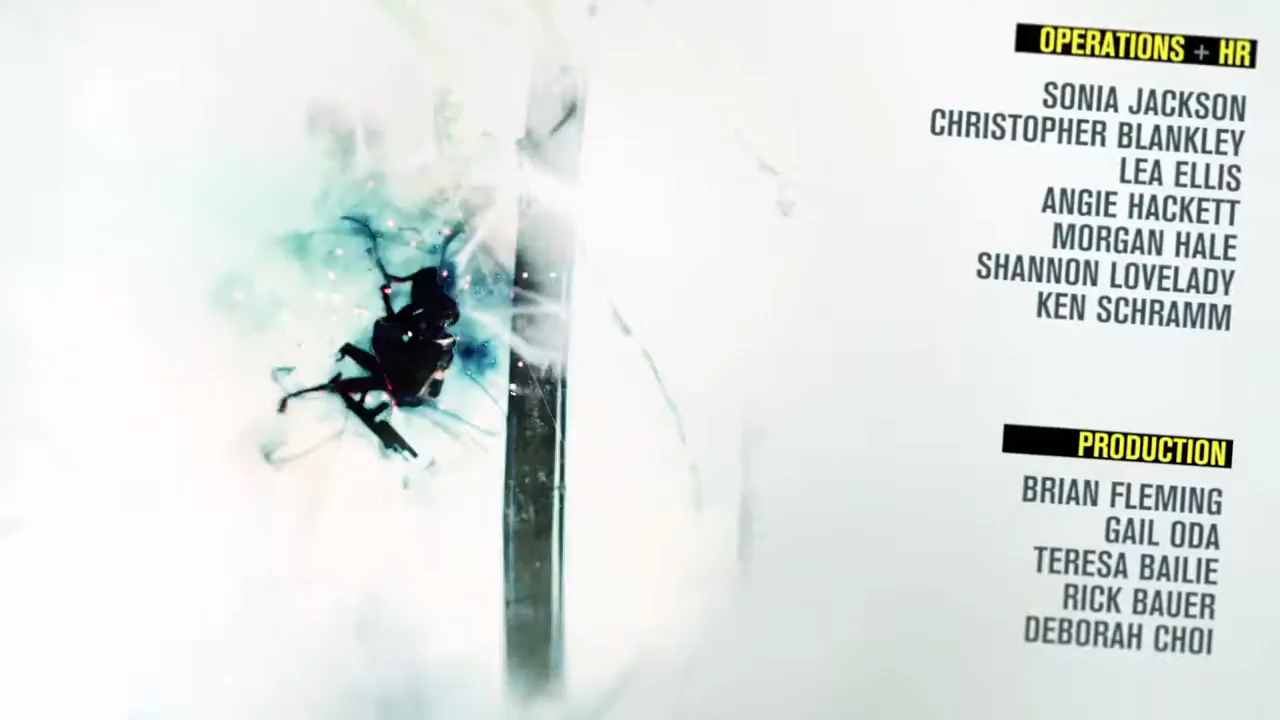 OPERATIONS + HR
SONIA JACKSON
CHRISTOPHER BLANKLEY
LEA ELLIS
ANGIE HACKETT
MORGAN HALE
SHANNON LOVELADY
KEN SCHRAMM
PRODUCTION
BRIAN FLEMING
GAIL ODA
TERESA BAILIE
RICK BAUER
DEBORAH CHOI